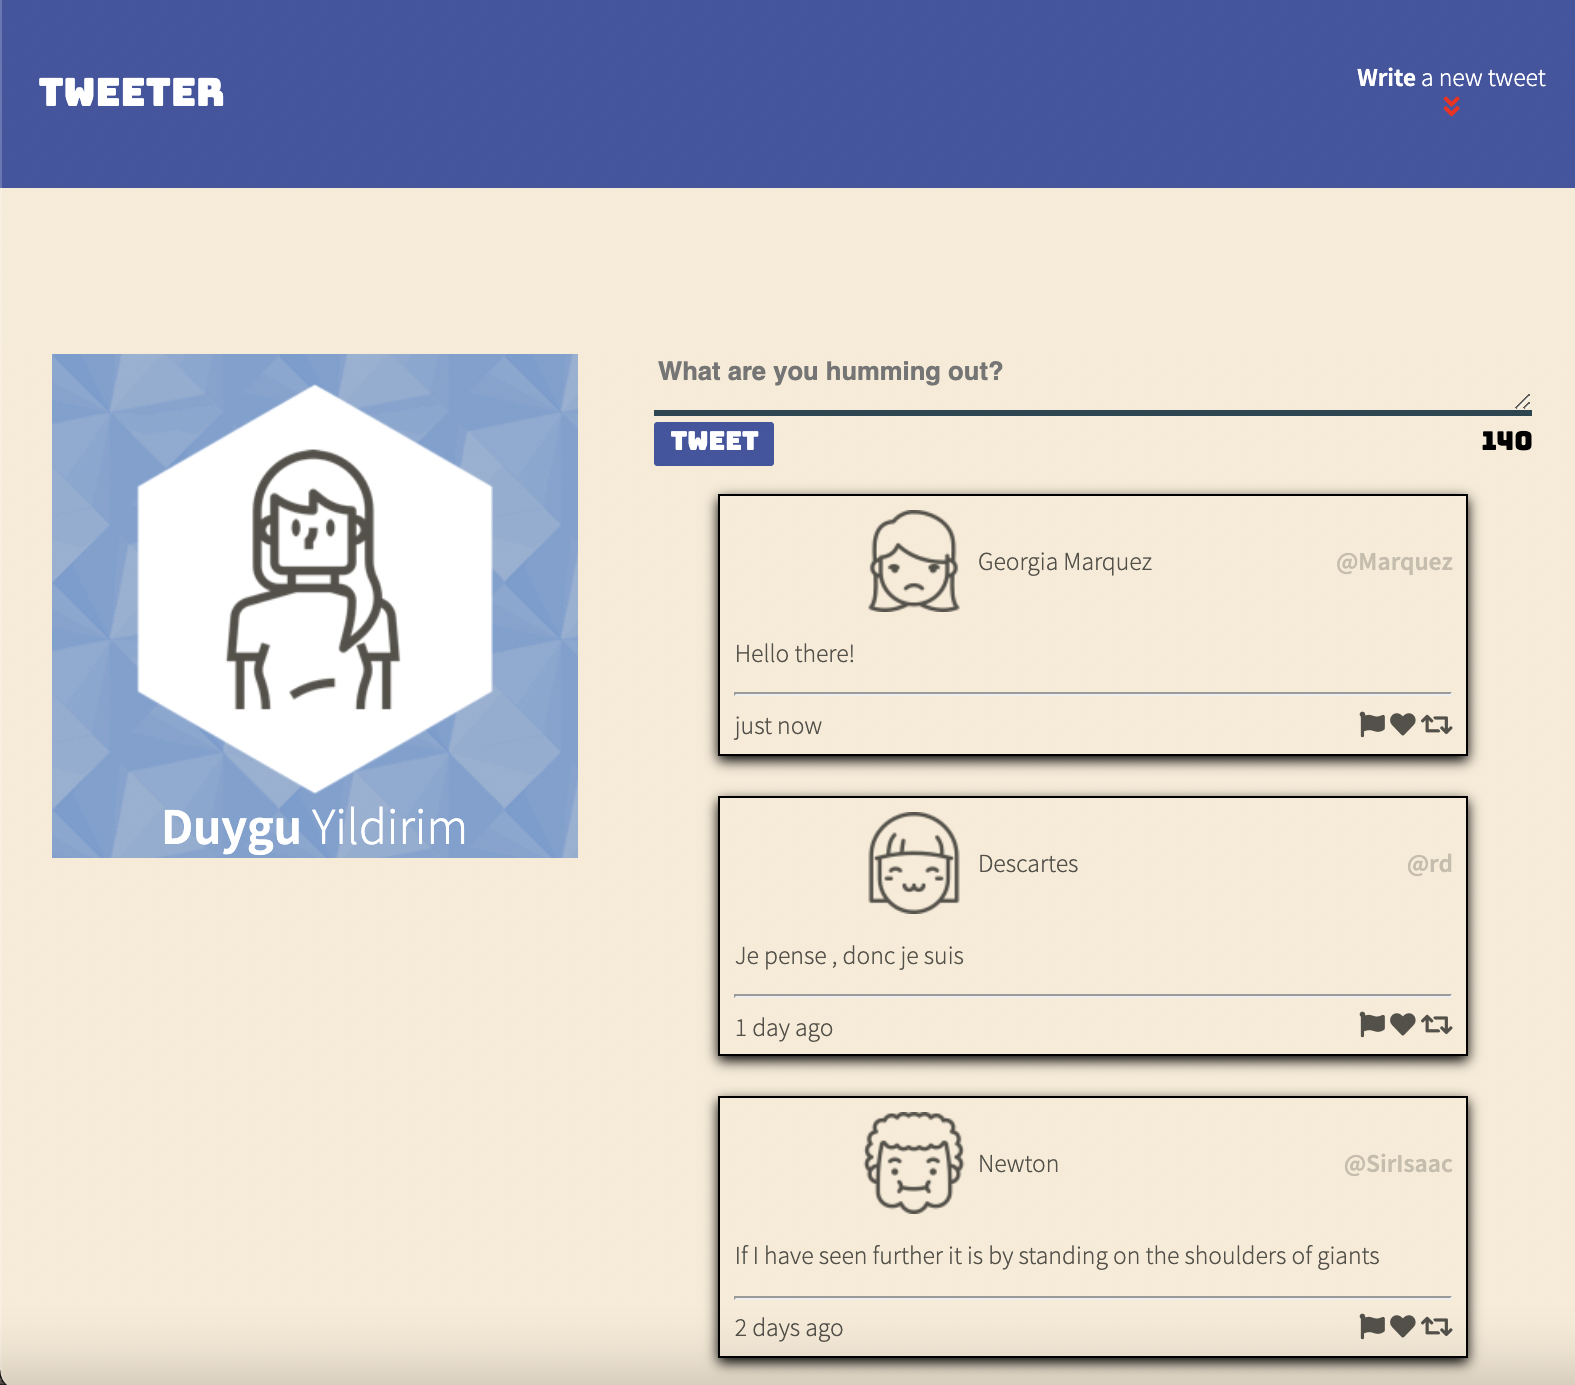 TWEETER
Write a new tweet
Duygu Yildirim
What are you humming out?
TWEET
140
Georgia Marquez
@Marquez
Hello there!
just now
Descartes
@rd
Je pense , donc je suis
1 day ago
Newton
@SirIsaac
If I have seen further it is by standing on the shoulders of giants
2 days ago